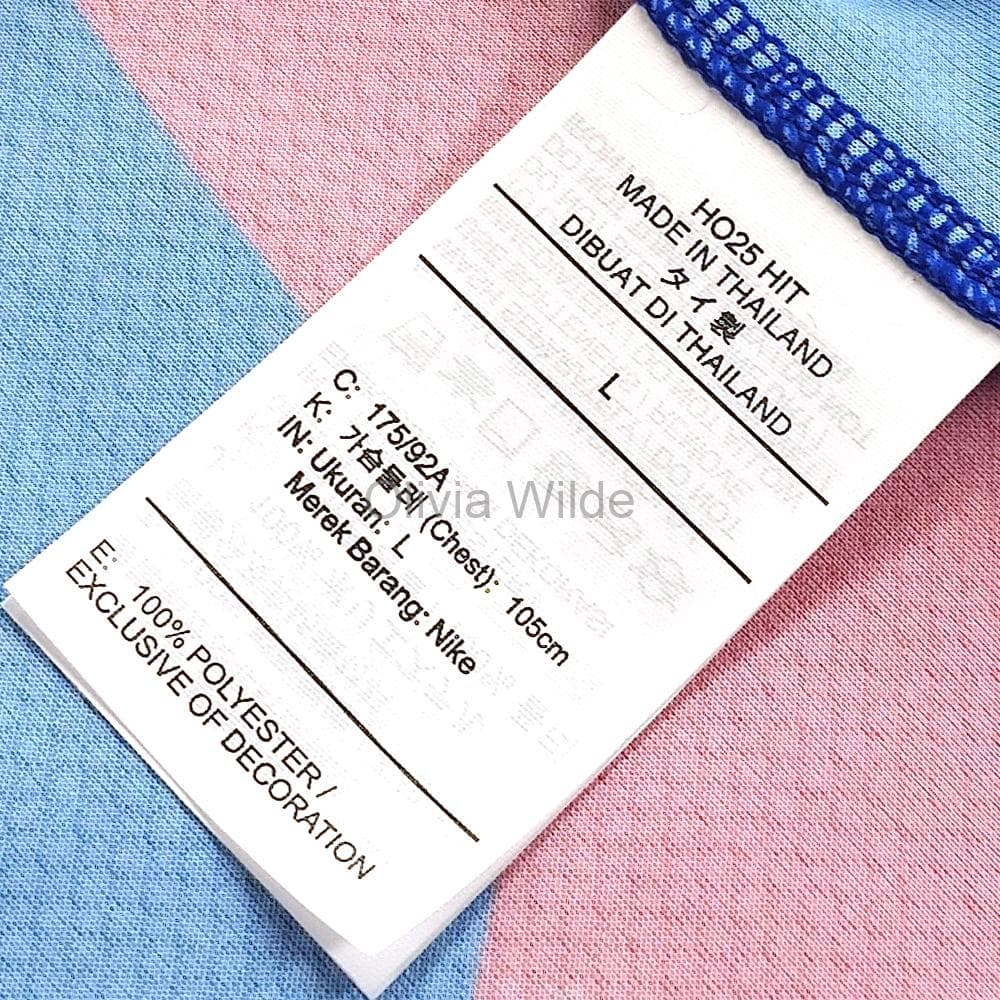 HO25 HIT
MADE IN THAILAND
タイ製
DIBUAT DI THAILAND
L
C: 175/92A
K: 가슴둘레 (Chest): 105cm
IN: Ukuran: L
Merek Barang: Nike
E: 100% POLYESTER /
EXCLUSIVE OF DECORATION
Olivia Wilde